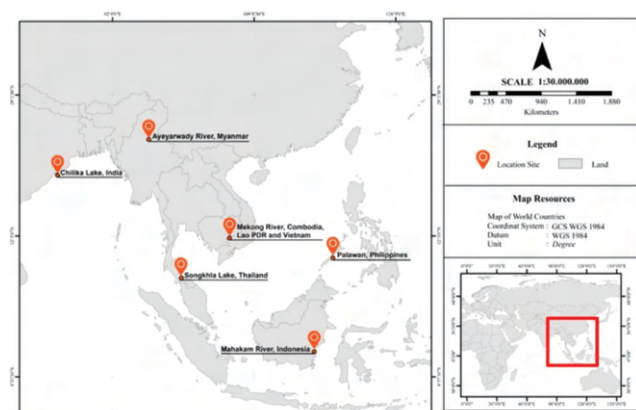 Ayeyarwady River, Myanmar
Chilika Lake, India
Mekong River, Combodia,
Lao PDR and Vietnam
Palawan, Philippines
Songkhla Lake, Thailand
Mahakam River, Indonesia
N
SCALE 1:30.000.000
0 235 470 940 1.410 1.880
Kilometers
Legend
Location Site
Land
Map Resources
Map of World Countries
Coordinat System : GCS WGS 1984
Datum : WGS 1984
Unit : Degree